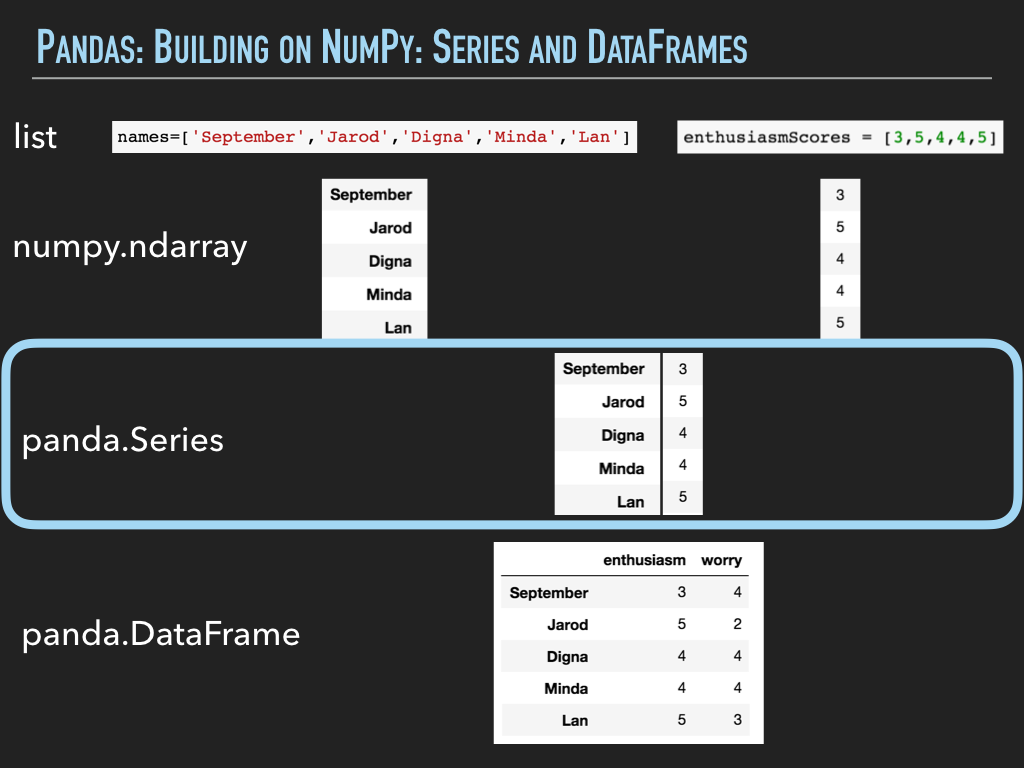 PANDAS: BUILDING ON NUMPY: SERIES AND DATAFRAMES
list
names=['September','Jarod','Digna','Minda','Lan']
enthusiasmScores = [3,5,4,4,5]
numpy.ndarray
September 3
Jarod 5
Digna 4
Minda 4
Lan 5
panda.Series
September 3
Jarod 5
Digna 4
Minda 4
Lan 5
panda.DataFrame
enthusiasm worry
September 3 4
Jarod 5 2
Digna 4 4
Minda 4 4
Lan 5 3